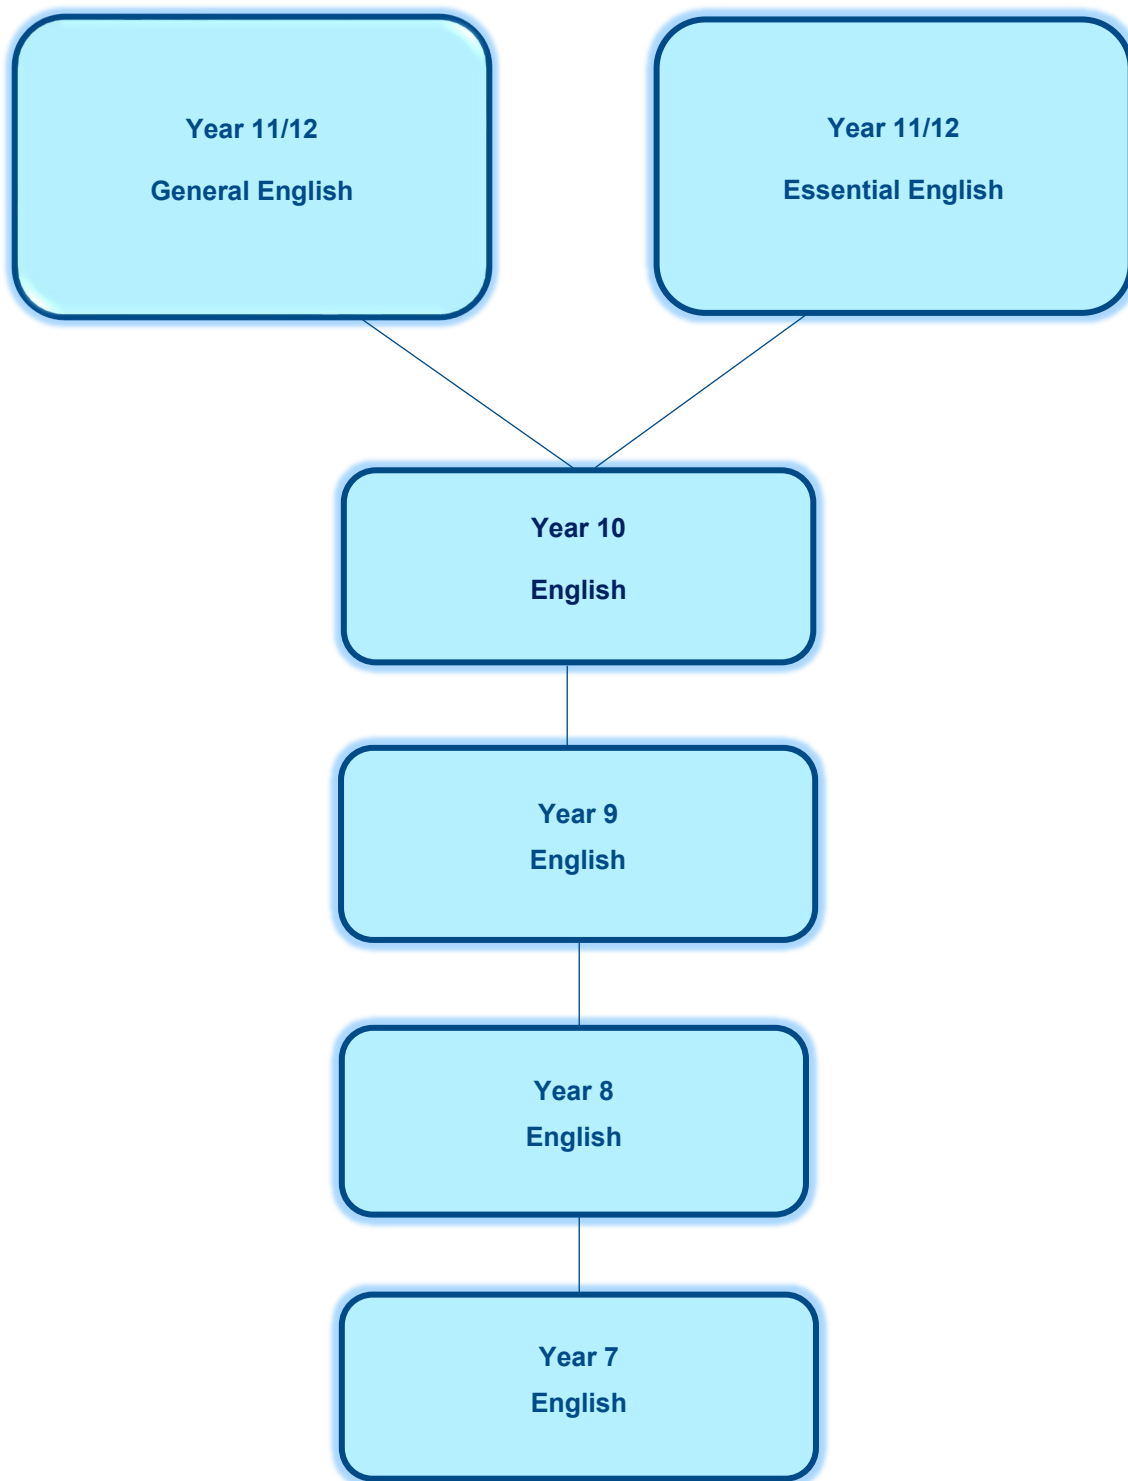 Year 11/12
General English
Year 11/12
Essential English
Year 10
English
Year 9
English
Year 8
English
Year 7
English